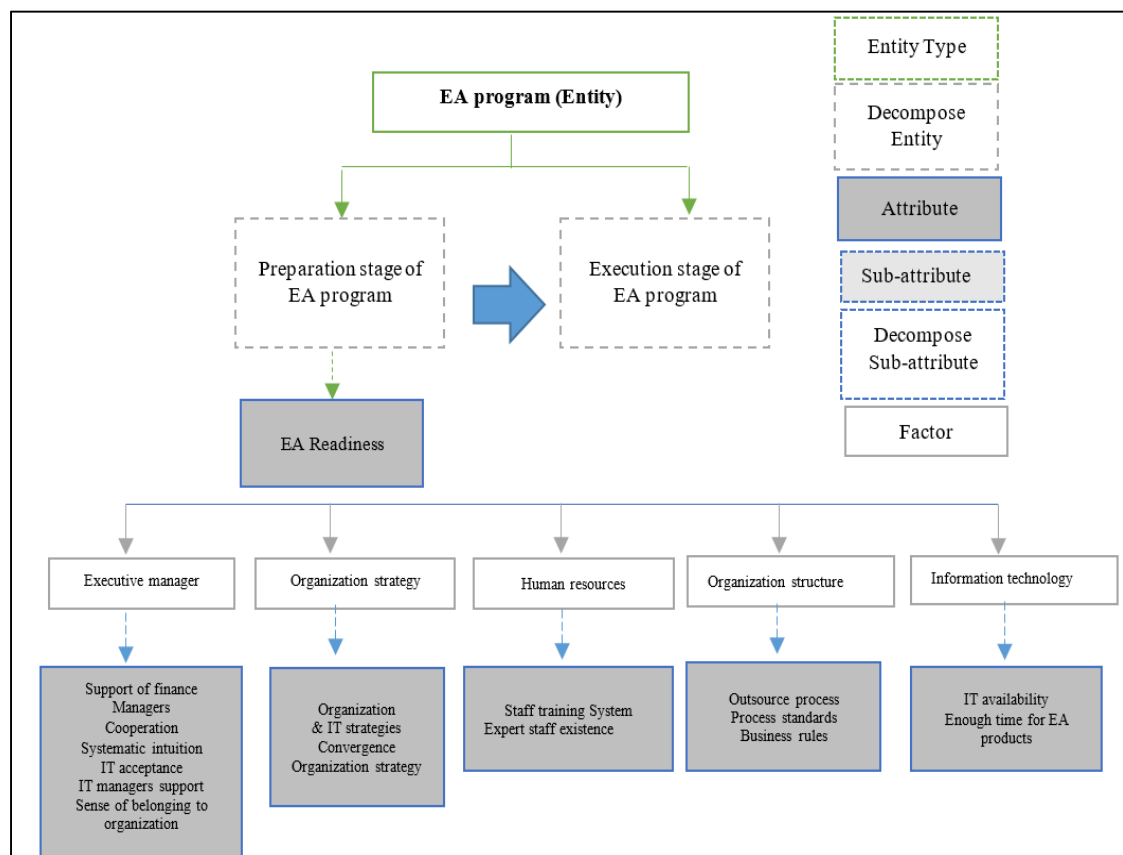 EA program (Entity)
Preparation stage of
EA program
Execution stage of
EA program
EA Readiness
Entity Type
Decompose
Entity
Attribute
Sub-attribute
Decompose
Sub-attribute
Factor
Executive manager
Organization strategy
Human resources
Organization structure
Information technology
Support of finance
Managers
Cooperation
Systematic intuition
IT acceptance
IT managers support
Sense of belonging to
organization
Organization
& IT strategies
Convergence
Organization strategy
Staff training System
Expert staff existence
Outsource process
Process standards
Business rules
IT availability
Enough time for EA
products